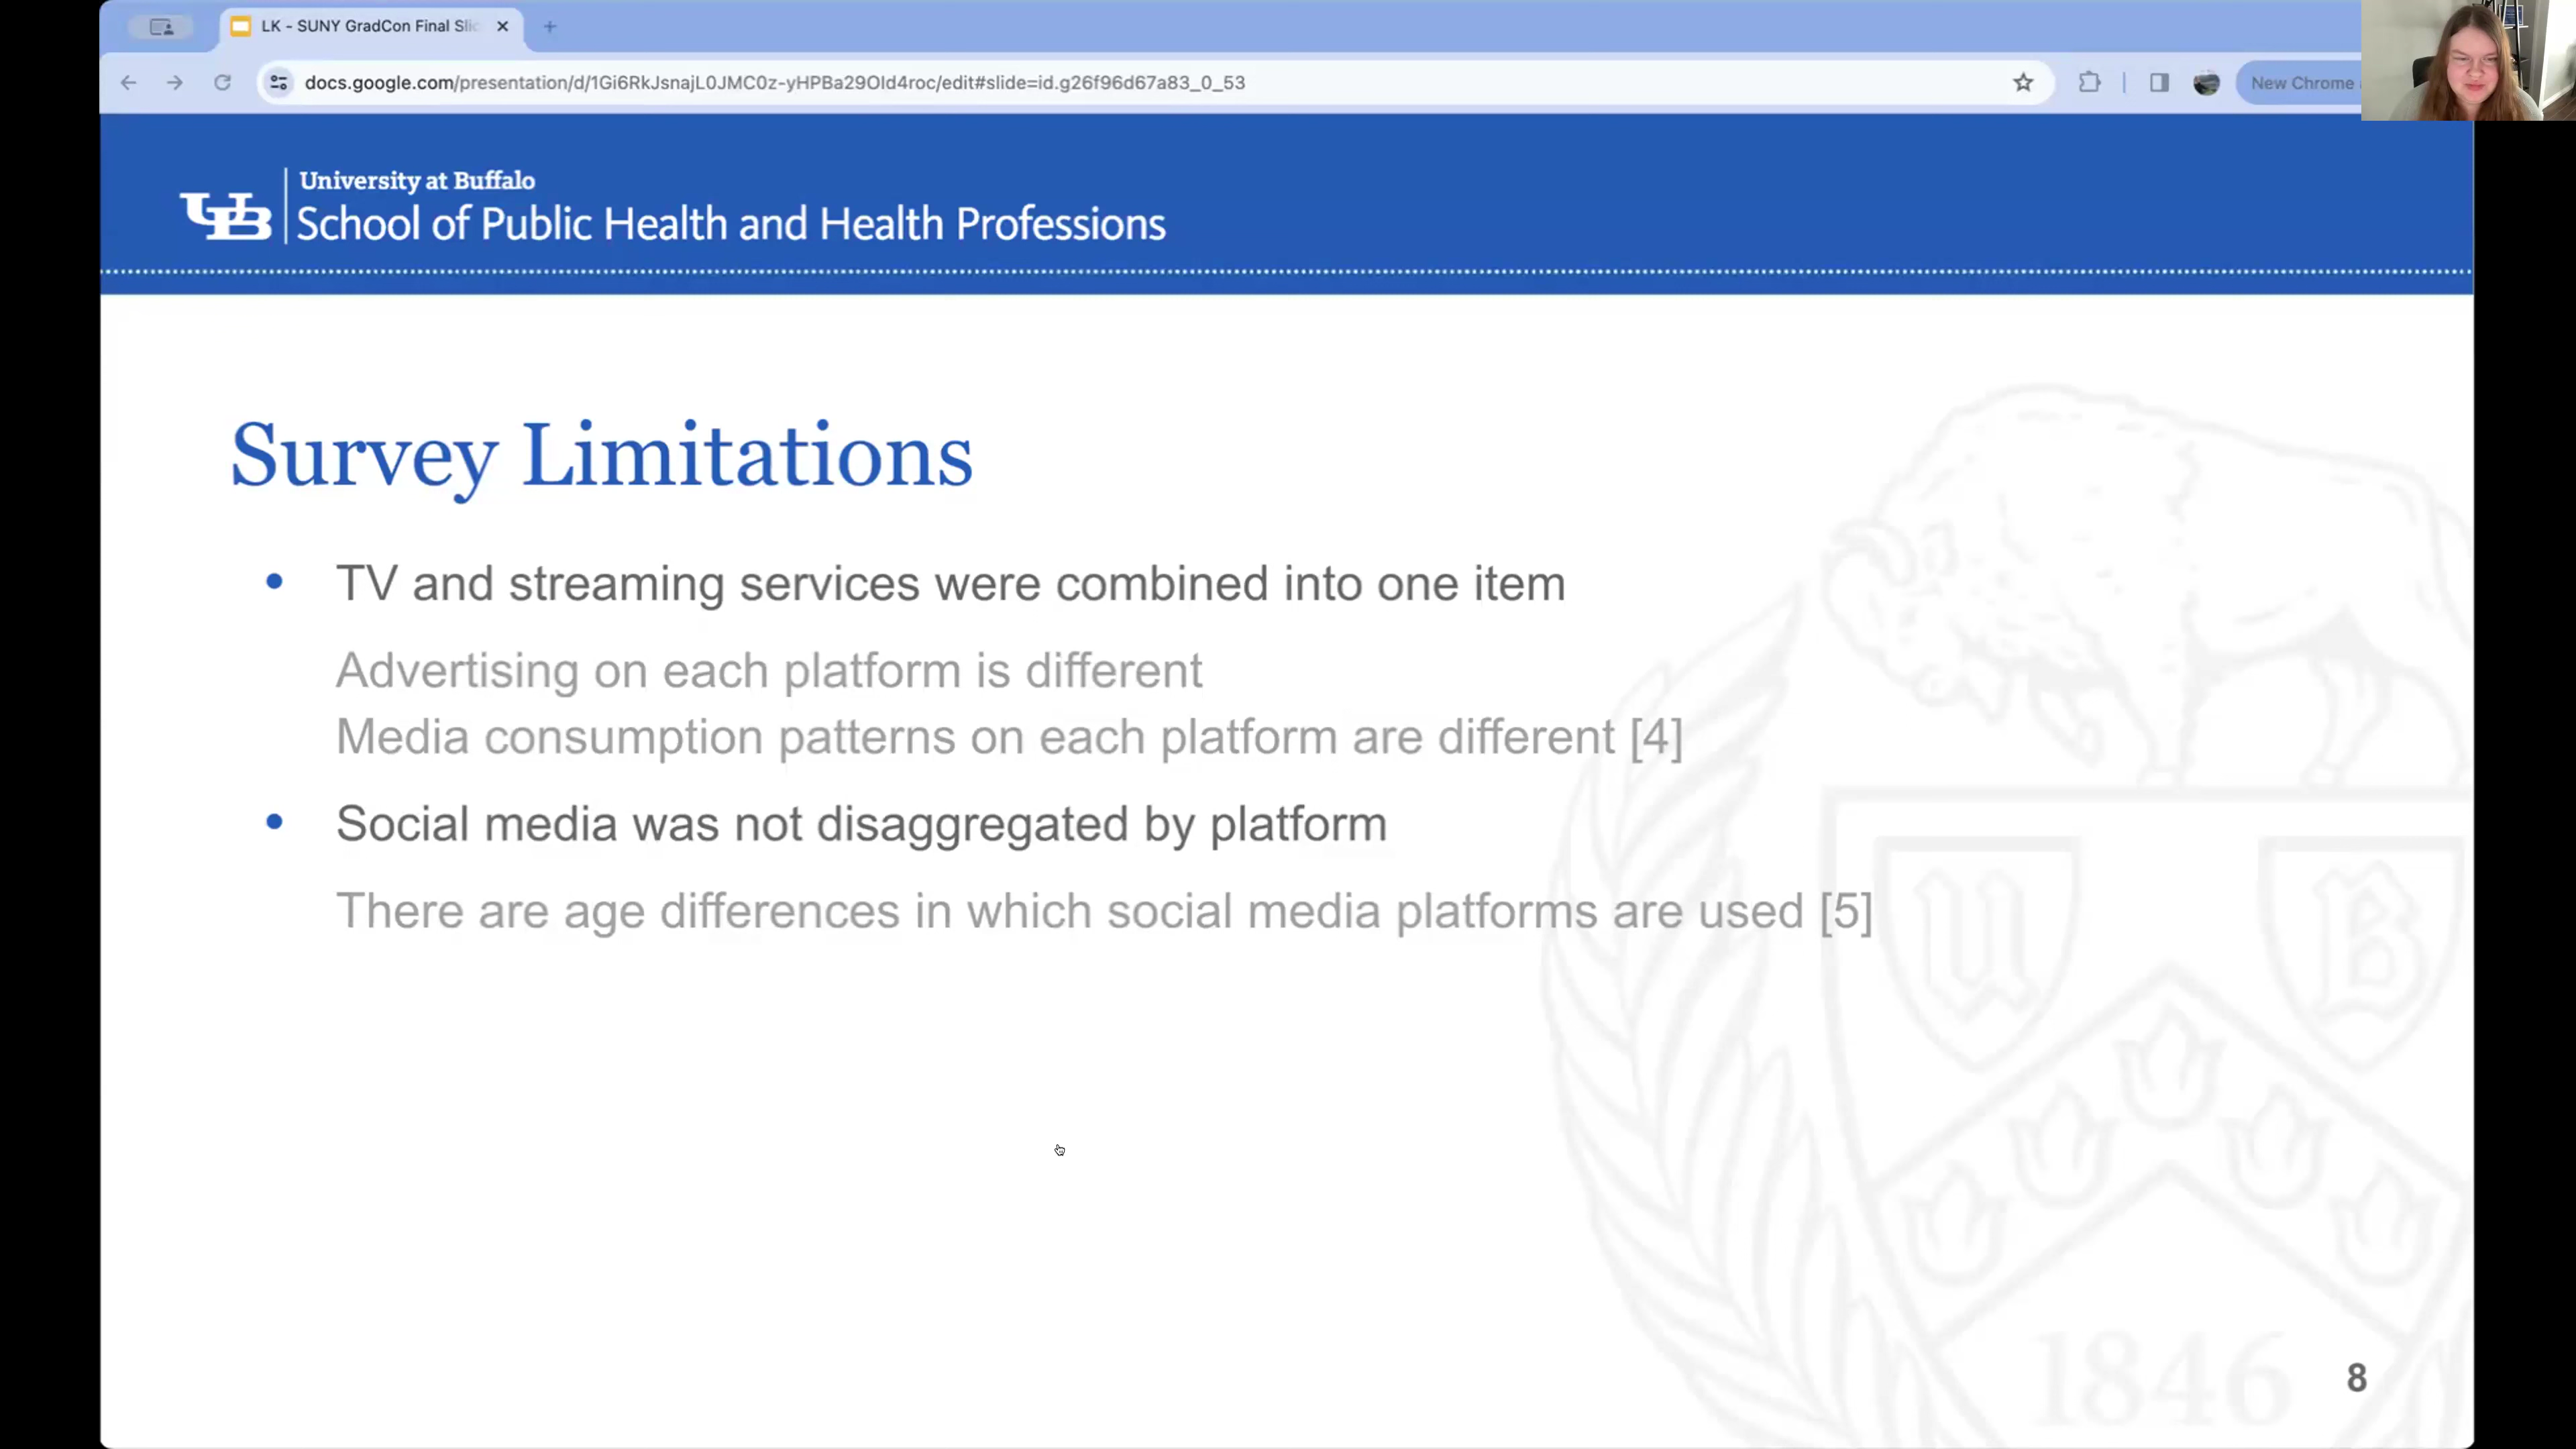 LK - SUNY GradCon Final Slic
docs.google.com/presentation/d/1Gi6RkJsnajL0JMC0z-yHPBa29Old4roc/edit#slide=id.g26f96d67a83_0_53
New Chrome
UB
University at Buffalo
School of Public Health and Health Professions
Survey Limitations
• TV and streaming services were combined into one item
Advertising on each platform is different
Media consumption patterns on each platform are different [4]
• Social media was not disaggregated by platform
There are age differences in which social media platforms are used [5]
U B
1846
8